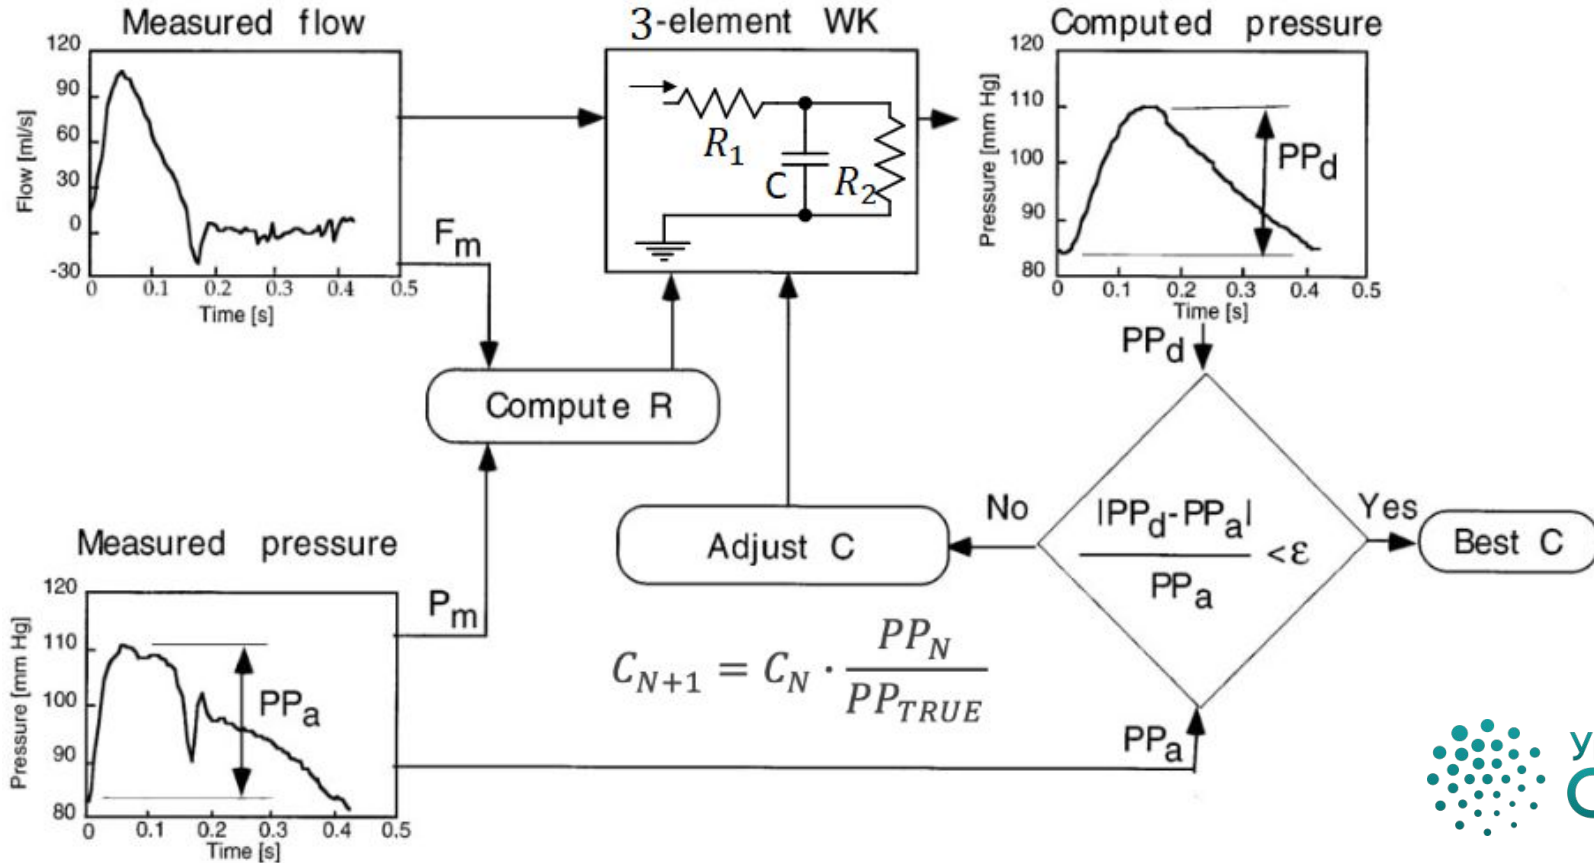 Measured flow
120
90
60
30
0
-30
Flow [ml/s]
0 0.1 0.2 0.3 0.4 0.5
Time [s]
3-element WK
R₁
C
R₂
Computed pressure
120
110
100
90
80
Pressure [mm Hg]
PPd
0 0.1 0.2 0.3 0.4 0.5
Time [s]
Fm
PPd
Compute R
Measured pressure
120
110
100
90
80
Pressure [mm Hg]
PPa
0 0.1 0.2 0.3 0.4 0.5
Time [s]
Pm
Adjust C
No
|PPd-PPa|
PPa
<ε
Yes
Best C
C_{N+1} = C_N · PP_N / PP_{TRUE}
PPa
y